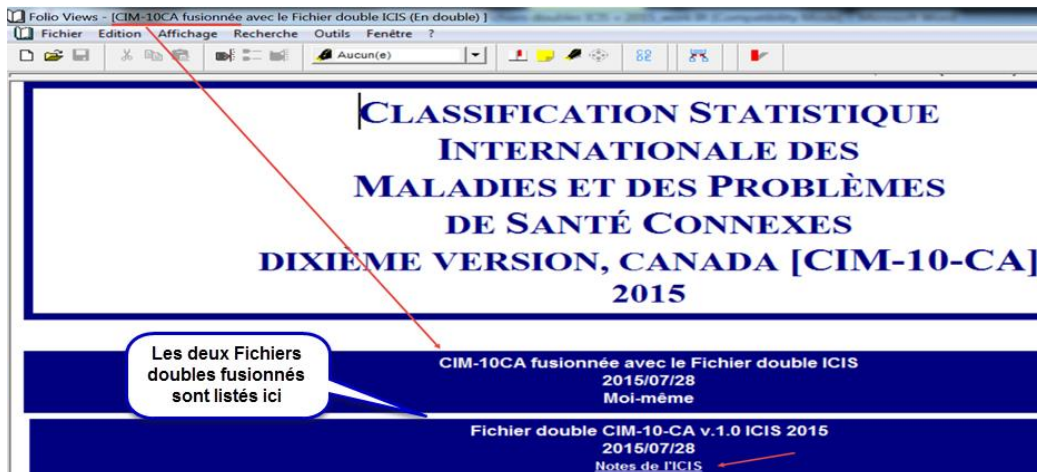 Folio Views - [CIM-10CA fusionnée avec le Fichier double ICIS (En double) ]
Fichier Edition Affichage Recherche Outils Fenêtre ?
Aucun(e)
CLASSIFICATION STATISTIQUE
INTERNATIONALE DES
MALADIES ET DES PROBLÈMES
DE SANTÉ CONNEXES
DIXIÈME VERSION, CANADA [CIM-10-CA]
2015
Les deux Fichiers
doubles fusionnés
sont listés ici
CIM-10CA fusionnée avec le Fichier double ICIS
2015/07/28
Moi-même
Fichier double CIM-10-CA v.1.0 ICIS 2015
2015/07/28
Notes de l'ICIS